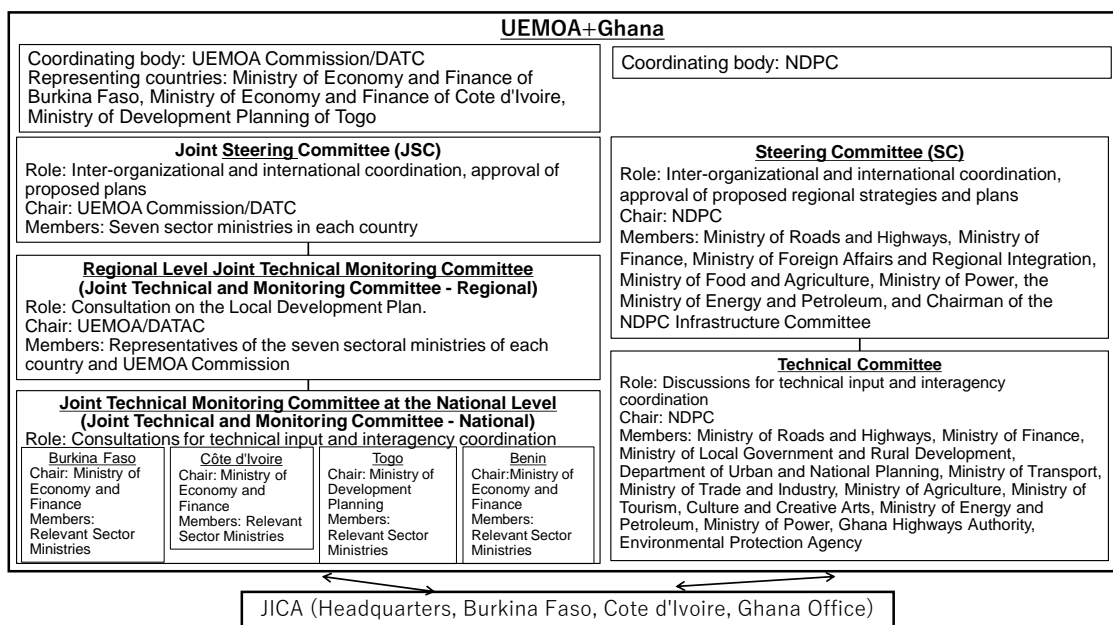 UEMOA+Ghana
Coordinating body: UEMOA Commission/DATC
Representing countries: Ministry of Economy and Finance of
Burkina Faso, Ministry of Economy and Finance of Cote d'Ivoire,
Ministry of Development Planning of Togo
Joint Steering Committee (JSC)
Role: Inter-organizational and international coordination, approval of
proposed plans
Chair: UEMOA Commission/DATC
Members: Seven sector ministries in each country
Regional Level Joint Technical Monitoring Committee
(Joint Technical and Monitoring Committee - Regional)
Role: Consultation on the Local Development Plan.
Chair: UEMOA/DATAC
Members: Representatives of the seven sectoral ministries of each
country and UEMOA Commission
Joint Technical Monitoring Committee at the National Level
(Joint Technical and Monitoring Committee - National)
Role: Consultations for technical input and interagency coordination
Burkina Faso
Chair: Ministry of
Economy and
Finance
Members:
Relevant Sector
Ministries
Côte d'Ivoire
Chair: Ministry of
Economy and
Finance
Members: Relevant
Sector Ministries
Togo
Chair: Ministry of
Development
Planning
Members:
Relevant Sector
Ministries
Benin
Chair:Ministry of
Economy and
Finance
Members:
Relevant Sector
Ministries
Coordinating body: NDPC
Steering Committee (SC)
Role: Inter-organizational and international coordination,
approval of proposed regional strategies and plans
Chair: NDPC
Members: Ministry of Roads and Highways, Ministry of
Finance, Ministry of Foreign Affairs and Regional Integration,
Ministry of Food and Agriculture, Ministry of Power, the
Ministry of Energy and Petroleum, and Chairman of the
NDPC Infrastructure Committee
Technical Committee
Role: Discussions for technical input and interagency
coordination
Chair: NDPC
Members: Ministry of Roads and Highways, Ministry of Finance,
Ministry of Local Government and Rural Development,
Department of Urban and National Planning, Ministry of Transport,
Ministry of Trade and Industry, Ministry of Agriculture, Ministry of
Tourism, Culture and Creative Arts, Ministry of Energy and
Petroleum, Ministry of Power, Ghana Highways Authority,
Environmental Protection Agency
JICA (Headquarters, Burkina Faso, Cote d'Ivoire, Ghana Office)